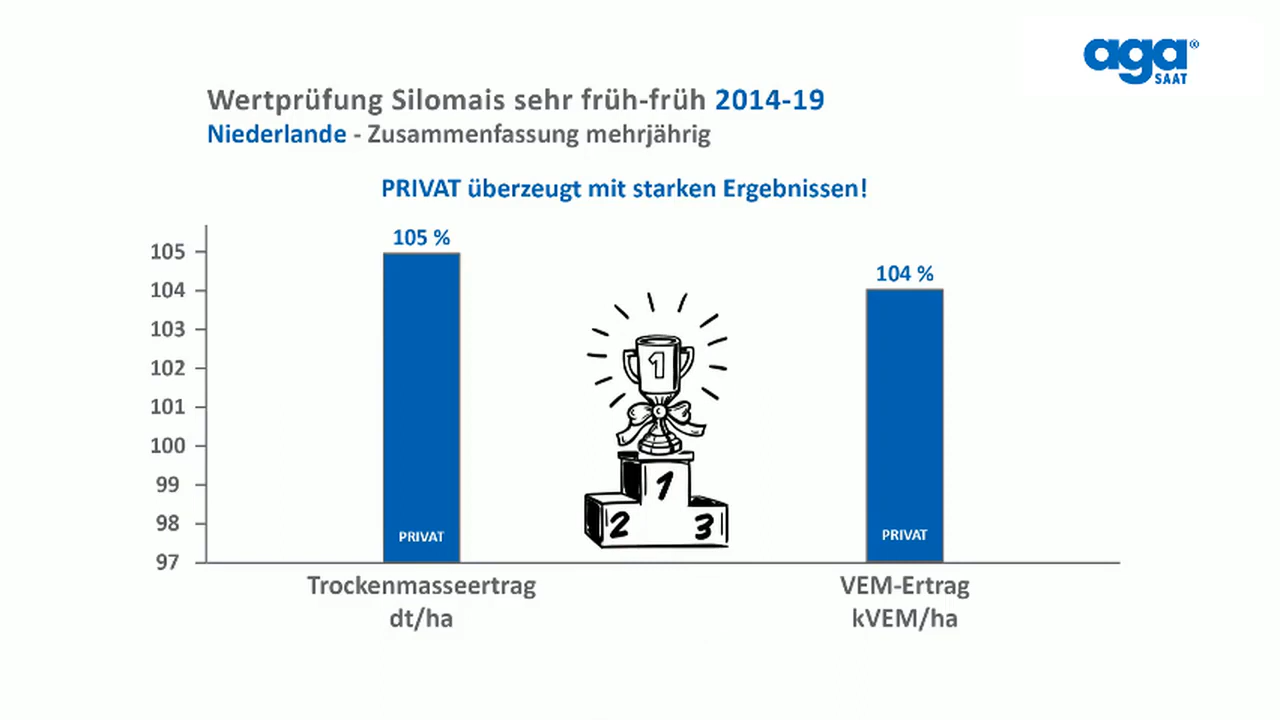 aga®
SAAT
Wertprüfung Silomais sehr früh-früh 2014-19
Niederlande - Zusammenfassung mehrjährig
PRIVAT überzeugt mit starken Ergebnissen!
105 %
104 %
105
104
103
102
101
100
99
98
97
1
1
2
3
PRIVAT
PRIVAT
Trockenmasseertrag
dt/ha
VEM-Ertrag
kVEM/ha